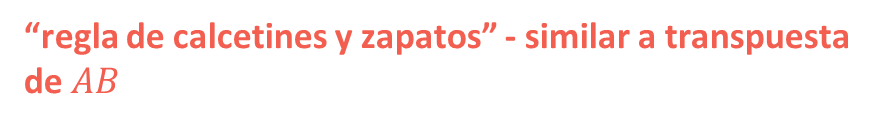 “regla de calcetines y zapatos” - similar a transpuesta
de AB